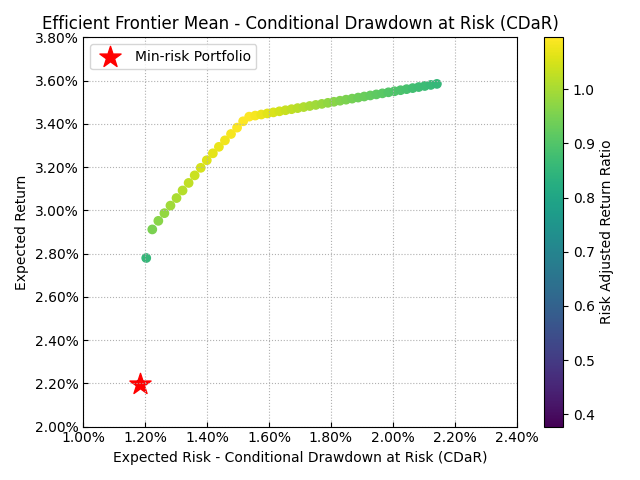 Efficient Frontier Mean - Conditional Drawdown at Risk (CDaR)
Min-risk Portfolio
3.80%
3.60%
3.40%
3.20%
3.00%
2.80%
2.60%
2.40%
2.20%
2.00%
Expected Return
1.00% 1.20% 1.40% 1.60% 1.80% 2.00% 2.20% 2.40%
Expected Risk - Conditional Drawdown at Risk (CDaR)
1.0
0.9
0.8
0.7
0.6
0.5
0.4
Risk Adjusted Return Ratio